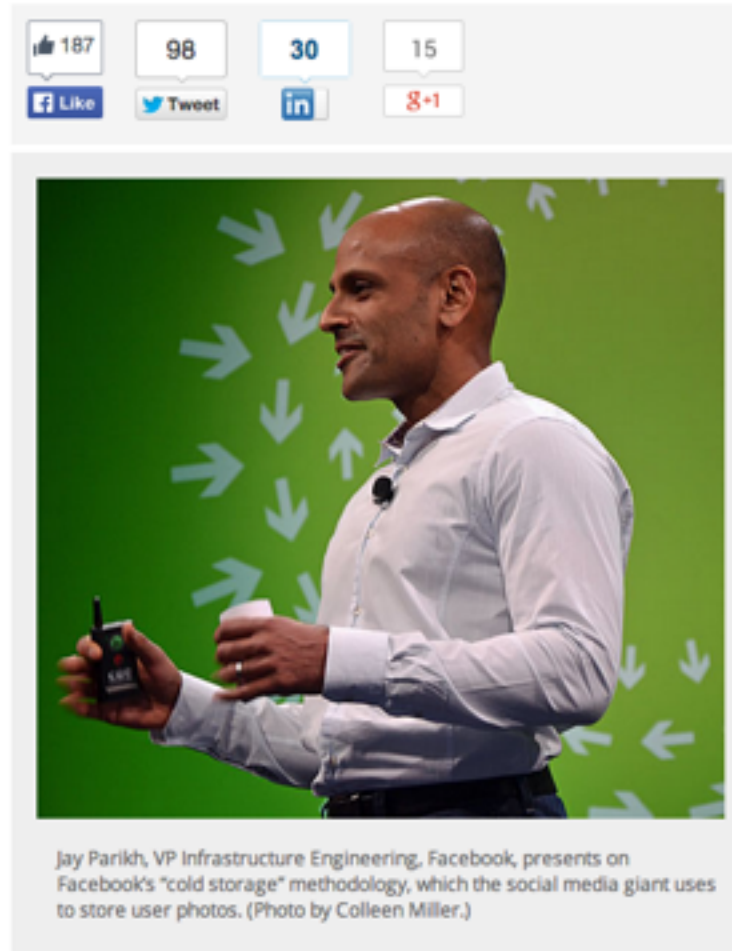 187 98 30 15
Like Tweet in g+1
Jay Parikh, VP Infrastructure Engineering, Facebook, presents on
Facebook's "cold storage" methodology, which the social media giant uses
to store user photos. (Photo by Colleen Miller.)